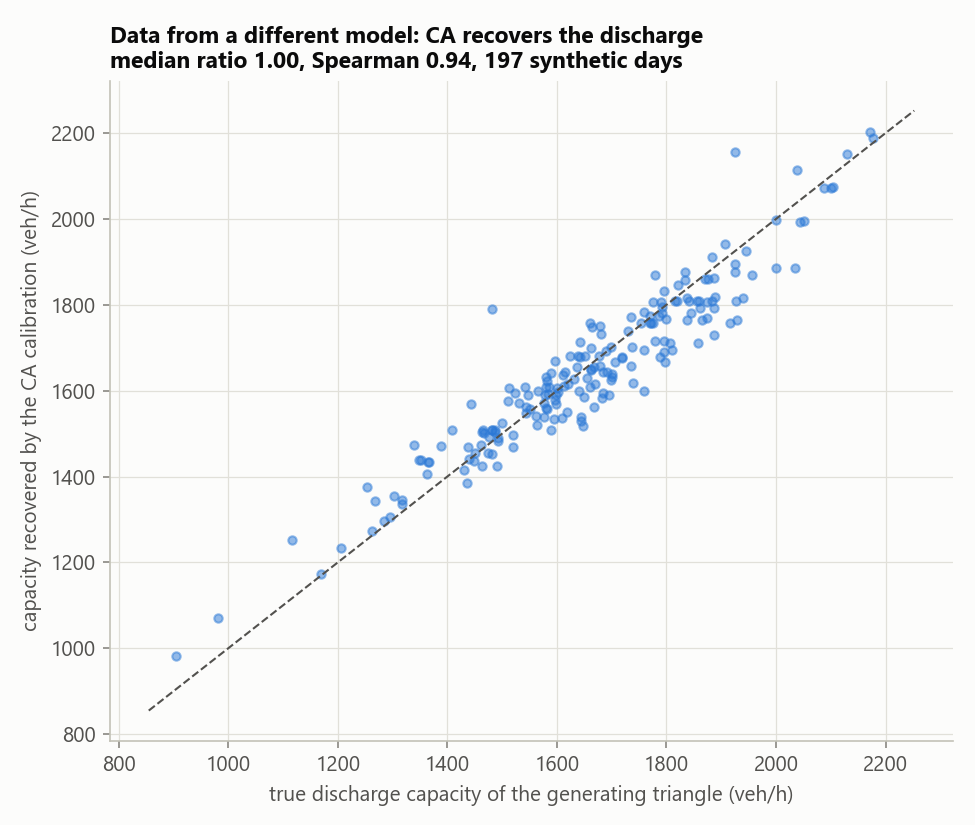 Data from a different model: CA recovers the discharge
median ratio 1.00, Spearman 0.94, 197 synthetic days
capacity recovered by the CA calibration (veh/h)
2200
2000
1800
1600
1400
1200
1000
800
800 1000 1200 1400 1600 1800 2000 2200
true discharge capacity of the generating triangle (veh/h)